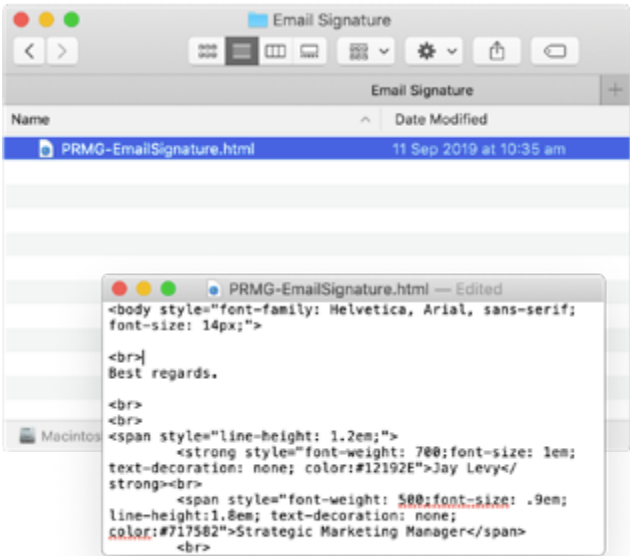 Email Signature
Email Signature
Name
Date Modified
PRMG-EmailSignature.html
11 Sep 2019 at 10:35 am
Macintos
PRMG-EmailSignature.html — Edited
<body style="font-family: Helvetica, Arial, sans-serif;
font-size: 14px;">
<br>
Best regards.
<br>
<br>
<span style="line-height: 1.2em;">
<strong style="font-weight: 700;font-size: 1em;
text-decoration: none; color:#12192E">Jay Levy</
strong><br>
<span style="font-weight: 500;font-size: .9em;
line-height:1.8em; text-decoration: none;
color:#717582">Strategic Marketing Manager</span>
<br>